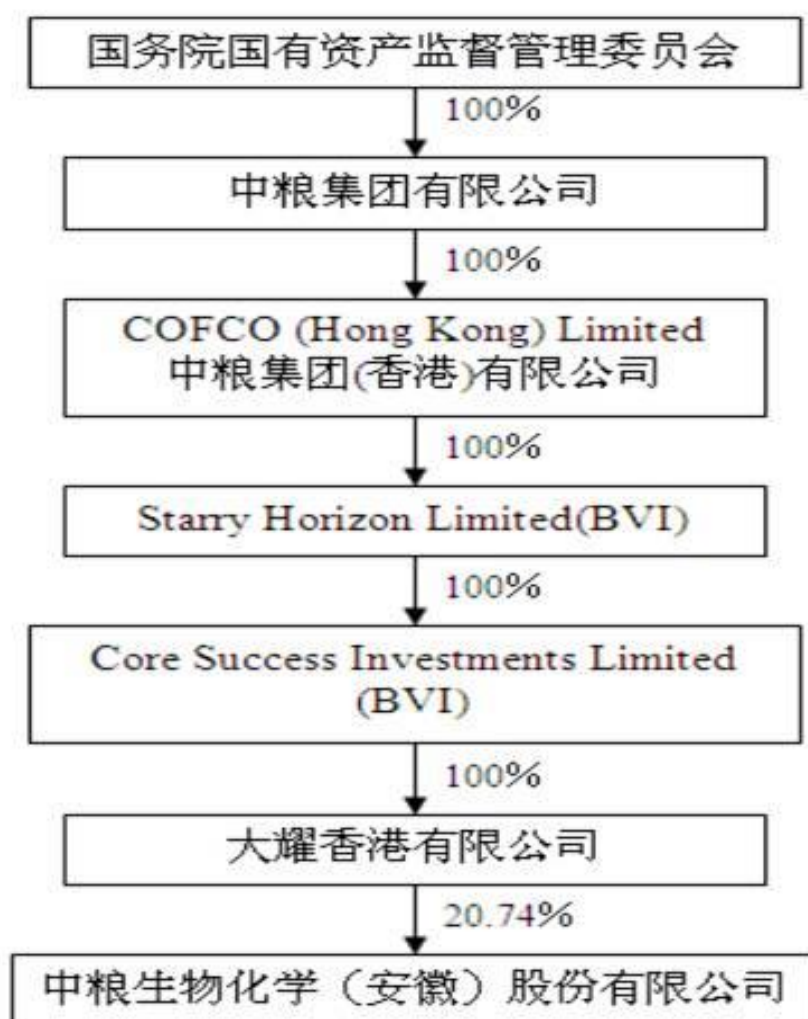 国务院国有资产监督管理委员会
100%
中粮集团有限公司
100%
COFCO (Hong Kong) Limited
中粮集团(香港)有限公司
100%
Starry Horizon Limited(BVI)
100%
Core Success Investments Limited
(BVI)
100%
大耀香港有限公司
20.74%
中粮生物化学（安徽）股份有限公司